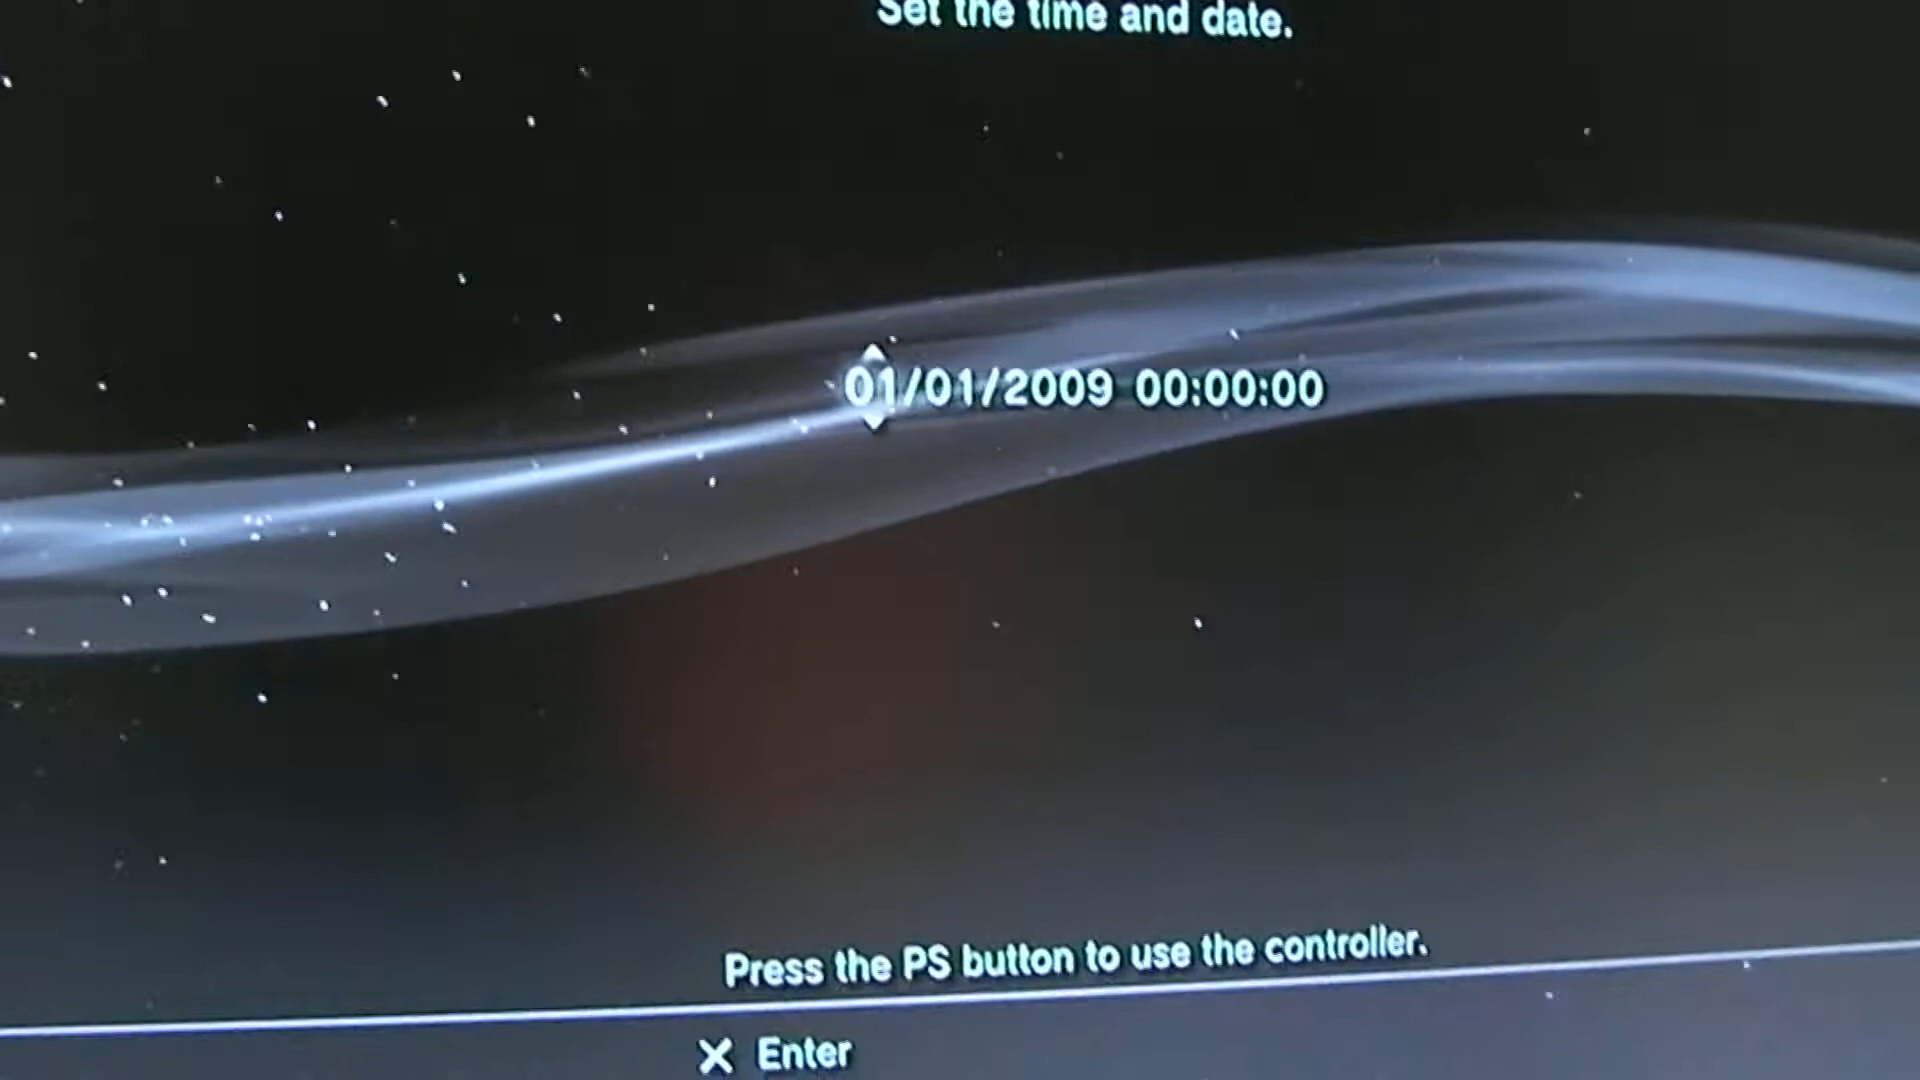 Set the time and date.
01/01/2009 00:00:00
Press the PS button to use the controller.
✕ Enter